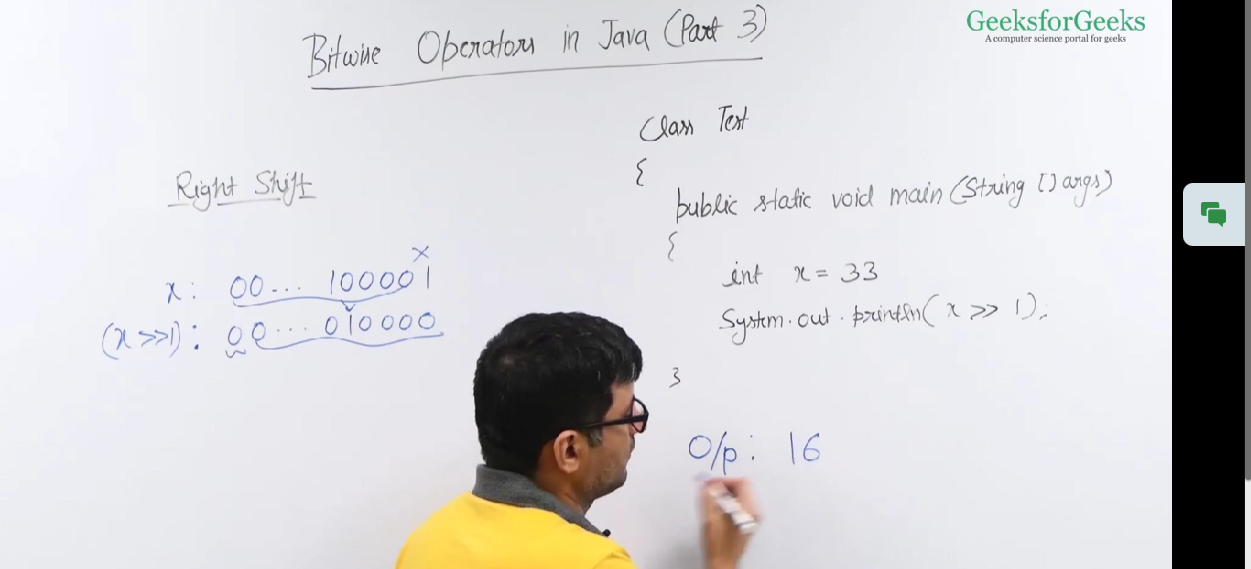 Bitwise Operators in Java (Part 3)
GeeksforGeeks
A computer science portal for geeks
Right Shift
x: 00... 100001
x
(x >>1): 00... 010000
Class Test
{
public static void main (String [] args)
{
int x = 33
System.out.println( x >> 1);
}
O/p: 16